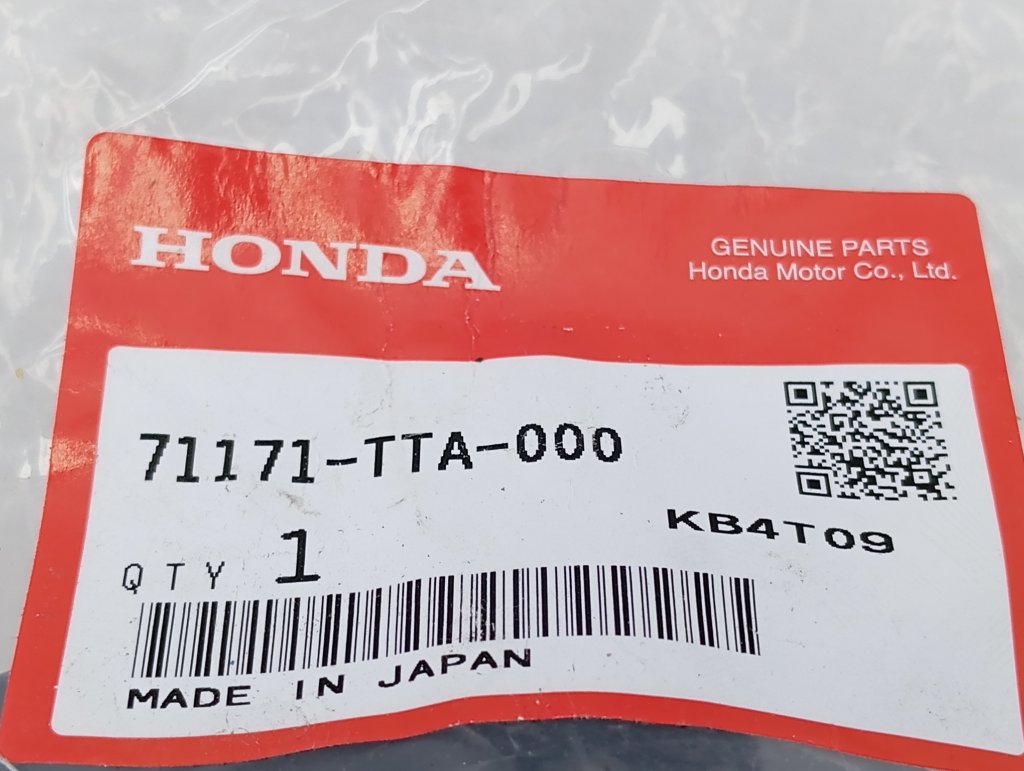 HONDA
GENUINE PARTS
Honda Motor Co., Ltd.
71171-TTA-000
KB4T09
QTY 1
MADE IN JAPAN